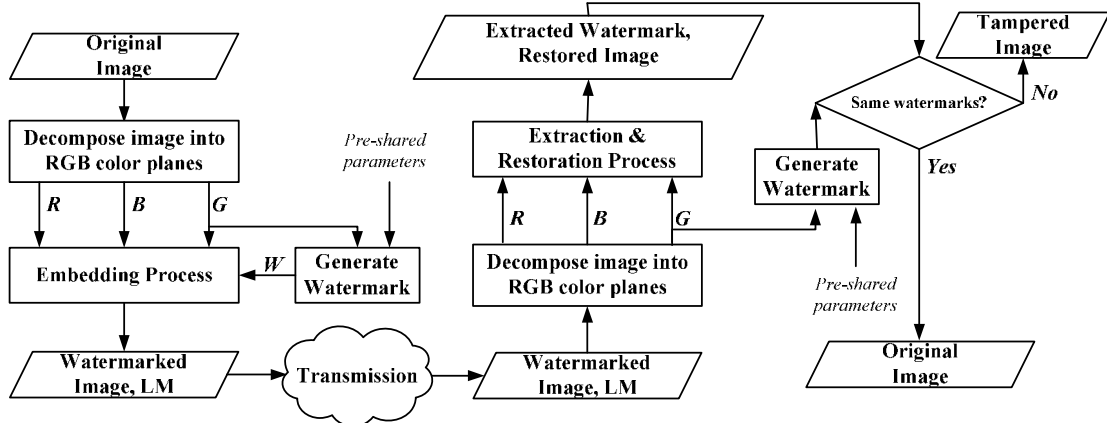 Original
Image
Decompose image into
RGB color planes
R
B
G
Pre-shared
parameters
Embedding Process
W
Generate
Watermark
Watermarked
Image, LM
Transmission
Watermarked
Image, LM
Decompose image into
RGB color planes
R
B
G
Extraction &
Restoration Process
Extracted Watermark,
Restored Image
Generate
Watermark
Pre-shared
parameters
Same watermarks?
No
Tampered
Image
Yes
Original
Image